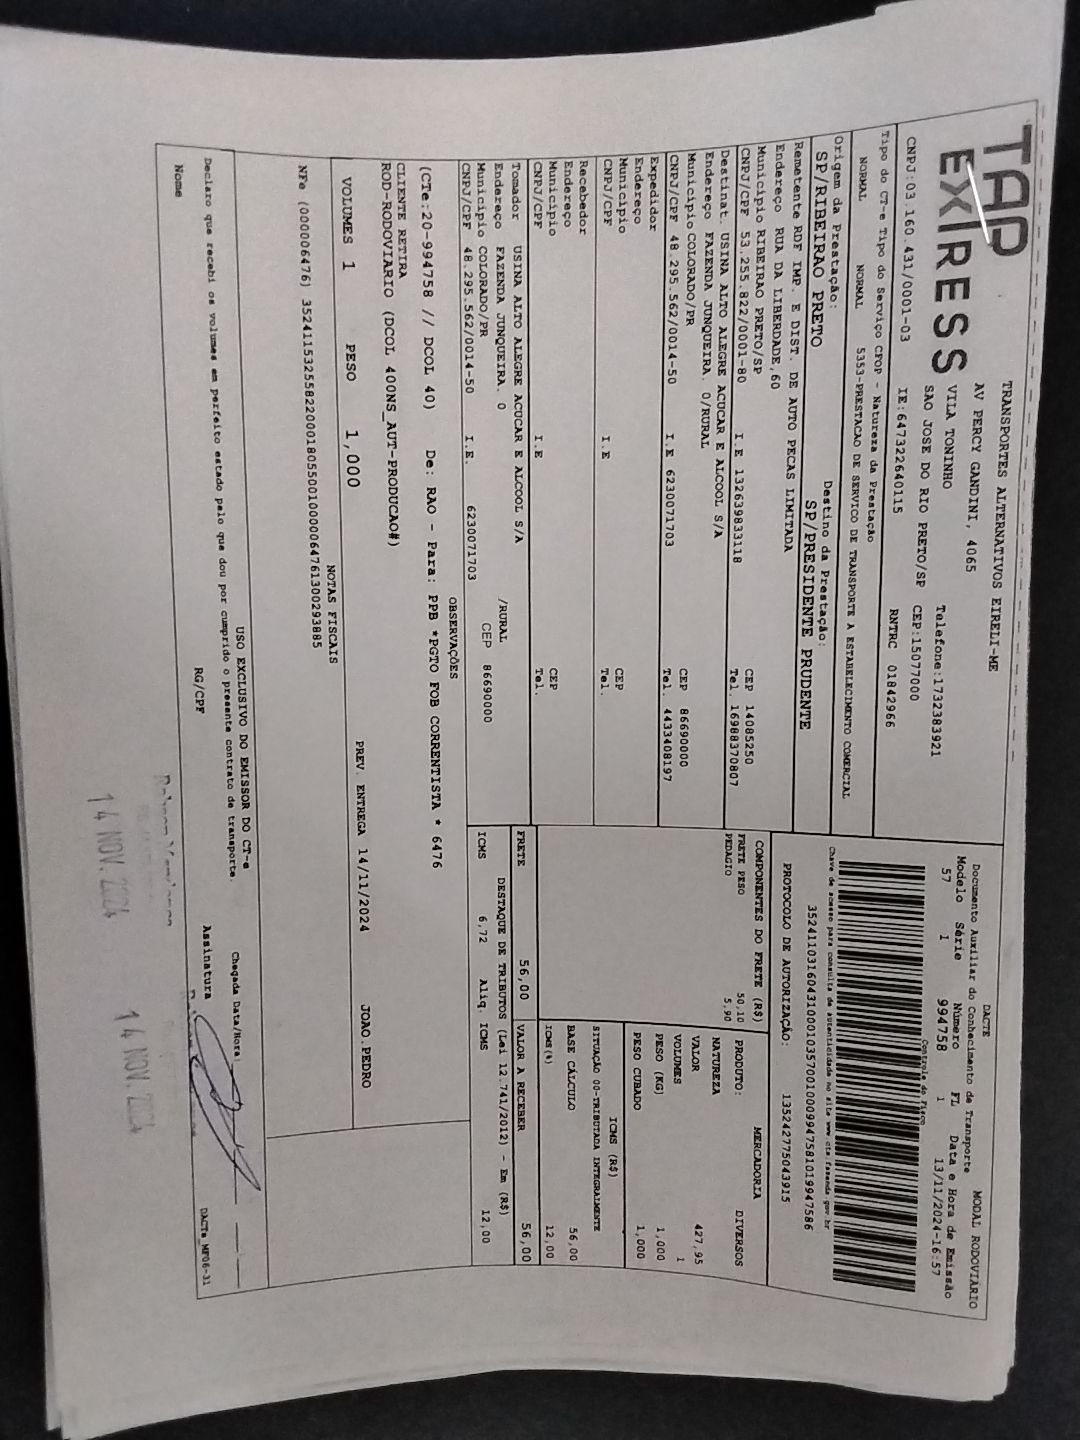 TAP
EXPRESS
TRANSPORTES ALTERNATIVOS EIRELI-ME
AV PERCY GANDINI, 4065
VILA TONINHO Telefone:1732383921
SAO JOSE DO RIO PRETO/SP CEP:15077000
CNPJ:03.160.431/0001-03 IE:647322640115 RNTRC 01842966
Tipo do CT-e Tipo do Serviço CFOP - Natureza da Prestação
NORMAL NORMAL 5353-PRESTACAO DE SERVICO DE TRANSPORTE A ESTABELECIMENTO COMERCIAL
Origem da Prestação: Destino da Prestação:
SP/RIBEIRAO PRETO SP/PRESIDENTE PRUDENTE
Remetente RDF IMP. E DIST. DE AUTO PECAS LIMITADA
Endereço RUA DA LIBERDADE,60
Município RIBEIRAO PRETO/SP CEP 14085250
CNPJ/CPF 53.255.822/0001-80 I.E 132639833118 Tel. 16988370807
Destinat. USINA ALTO ALEGRE ACUCAR E ALCOOL S/A
Endereço FAZENDA JUNQUEIRA. 0/RURAL
Município COLORADO/PR CEP 86690000
CNPJ/CPF 48.295.562/0014-50 I.E 6230071703 Tel. 4433408197
Expedidor
Endereço
Município CEP
CNPJ/CPF I.E Tel.
Recebedor
Endereço
Município CEP
CNPJ/CPF I.E Tel.
Tomador USINA ALTO ALEGRE ACUCAR E ALCOOL S/A
Endereço FAZENDA JUNQUEIRA. 0 /RURAL
Município COLORADO/PR CEP 86690000
CNPJ/CPF 48.295.562/0014-50 I.E. 6230071703
DACTE MODAL RODOVIÁRIO
Documento Auxiliar do Conhecimento de Transporte
Modelo Série Número FL Data e Hora de Emissão
57 1 994758 1 13/11/2024-16:57
Controle do Fisco
Chave de acesso para consulta de autenticidade no site www.cte.fazenda.gov.br
35241103160431000103570010009947581019947586
PROTOCOLO DE AUTORIZAÇÃO: 135242775043915
COMPONENTES DO FRETE (R$)
FRETE PESO 50,10
PEDAGIO 5,90
MERCADORIA
PRODUTO: DIVERSOS
NATUREZA
VALOR 427,95
VOLUMES 1
PESO (KG) 1,000
PESO CUBADO 1,000
ICMS (R$)
SITUAÇÃO 00-TRIBUTADA INTEGRALMENTE
BASE CÁLCULO 56,00
ICMS(%) 12,00
FRETE 56,00 VALOR A RECEBER 56,00
DESTAQUE DE TRIBUTOS (Lei 12.741/2012) - Em (R$)
ICMS 6,72 Aliq. ICMS 12,00
OBSERVAÇÕES
(CTe:20-994758 // DCOL 40) De: RAO - Para: PPB *PGTO FOB CORRENTISTA * 6476
CLIENTE RETIRA
ROD-RODOVIARIO (DCOL 400NS_AUT-PRODUCAO#)
VOLUMES 1 PESO 1,000 PREV. ENTREGA 14/11/2024 JOAO.PEDRO
NOTAS FISCAIS
NFe (000006476) 35241153255822000180550010000064761300293885
USO EXCLUSIVO DO EMISSOR DO CT-e
Declaro que recebi os volumes em perfeito estado pelo que dou por cumprido o presente contrato de transporte. Chegada Data/Hora:
Nome RG/CPF Assinatura
DACTe_MF06-31
14 NOV. 2024
14 NOV. 2024